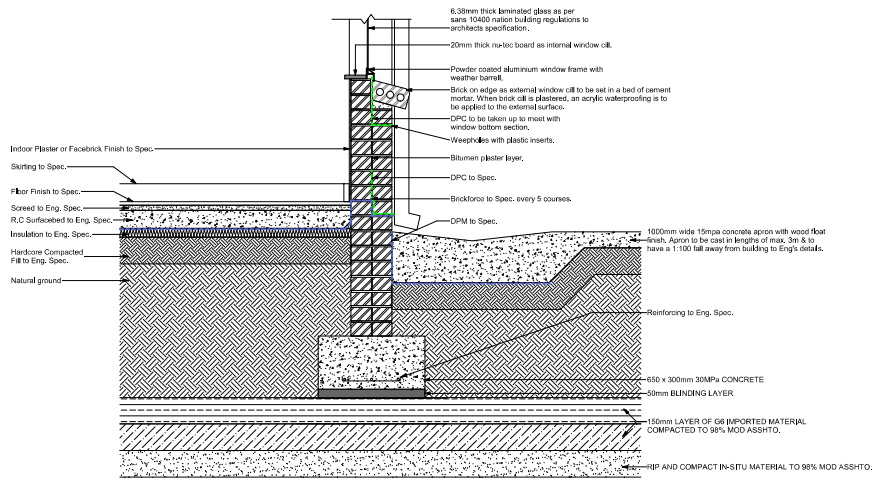 6,38mm thick laminated glass as per
sans 10400 nation building regulations to
architects specification.
20mm thick nu-tec board as internal window cill.
Powder coated aluminium window frame with
weather barrell.
Brick on edge as external window cill to be set in a bed of cement
mortar. When brick cill is plastered, an acrylic waterproofing is to
be applied to the external surface.
DPC to be taken up to meet with
window bottom section.
Weepholes with plastic inserts.
Indoor Plaster or Facebrick Finish to Spec.
Bitumen plaster layer.
Skirting to Spec.
DPC to Spec.
Floor Finish to Spec.
Brickforce to Spec. every 5 courses.
Screed to Eng. Spec.
R.C Surfacebed to Eng. Spec.
DPM to Spec.
Insulation to Eng. Spec.
1000mm wide 15mpa concrete apron with wood float
finish. Apron to be cast in lengths of max. 3m & to
have a 1:100 fall away from building to Eng's details.
Hardcore Compacted
Fill to Eng. Spec.
Natural ground
Reinforcing to Eng. Spec.
650 x 300mm 30MPa CONCRETE
50mm BLINDING LAYER
150mm LAYER OF G6 IMPORTED MATERIAL
COMPACTED TO 98% MOD ASSHTO.
RIP AND COMPACT IN-SITU MATERIAL TO 98% MOD ASSHTO.